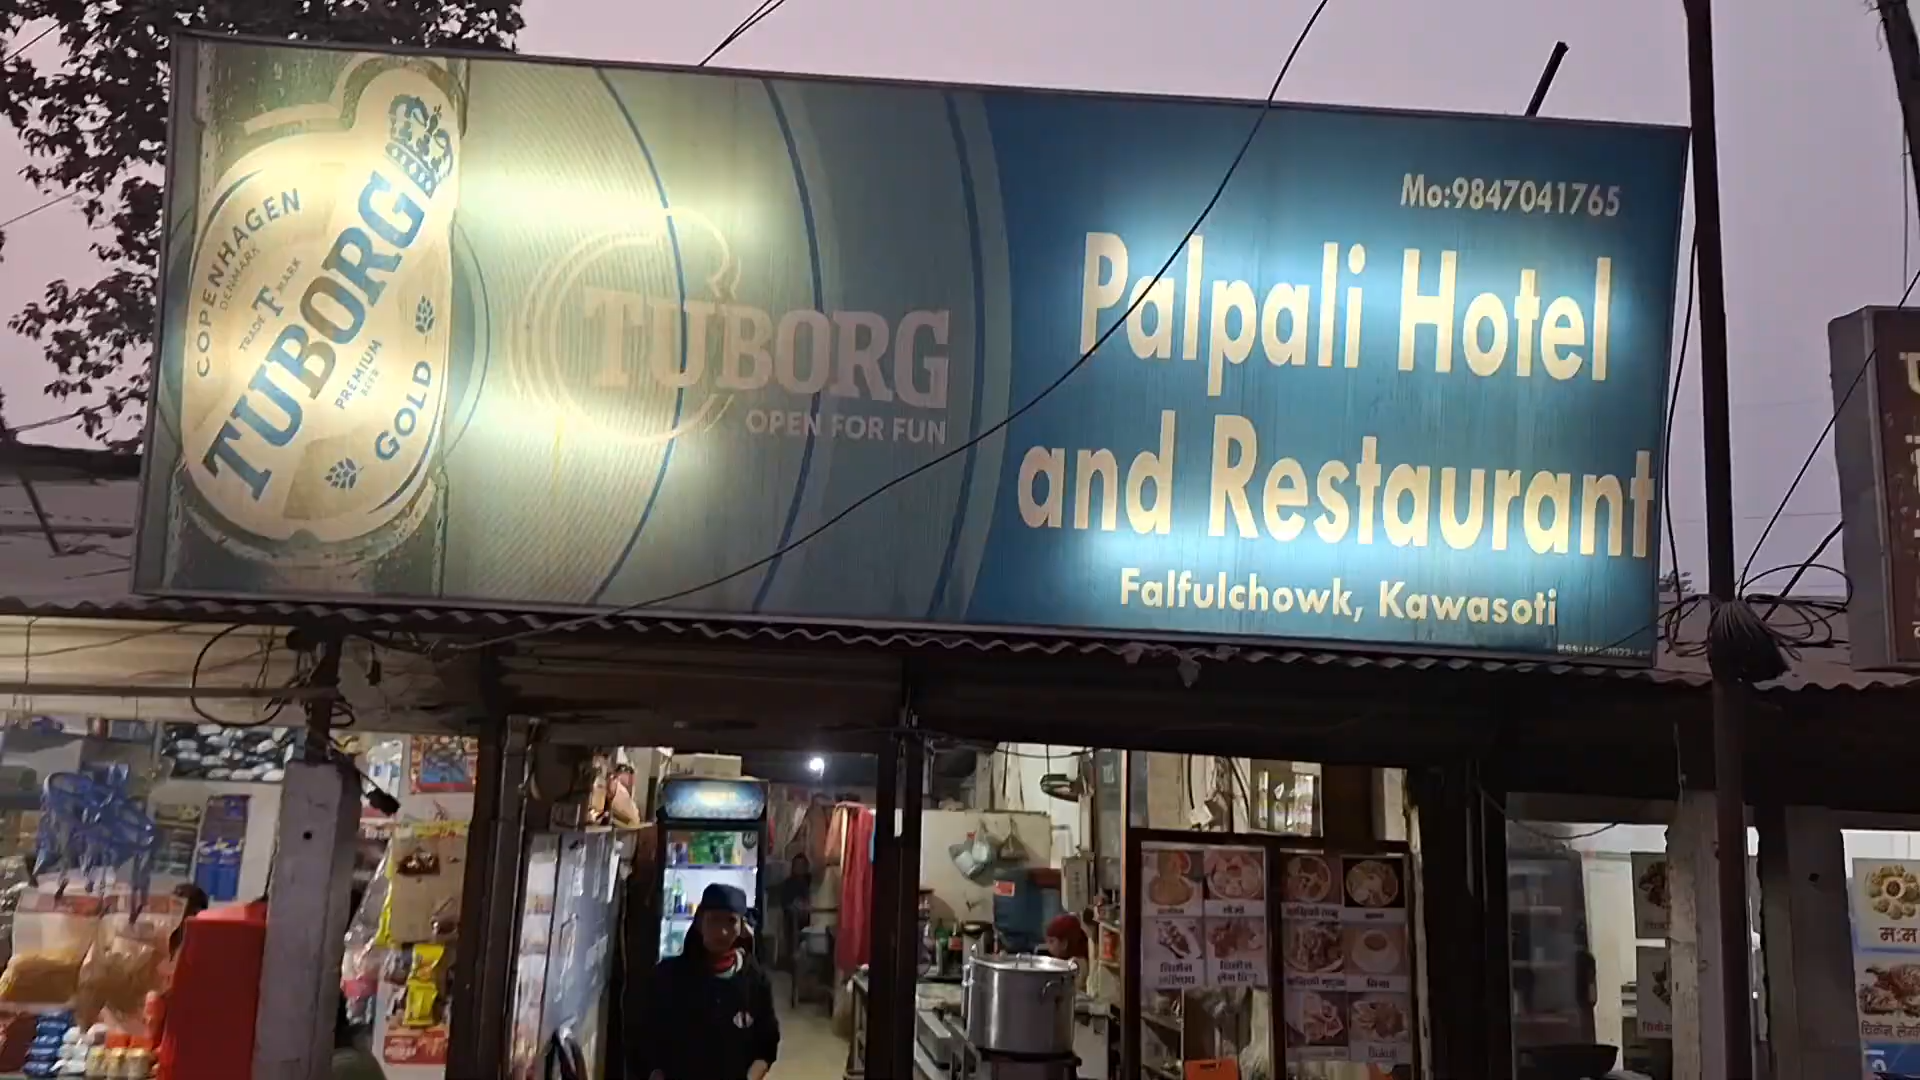 COPENHAGEN
DENMARK
TRADE MARK
T
TUBORG
PREMIUM
BEER
GOLD
TUBORG
OPEN FOR FUN
Mo:9847041765
Palpali Hotel
and Restaurant
Falfulchowk, Kawasoti
चिकेन
चिकेन
म:म
चिकेन